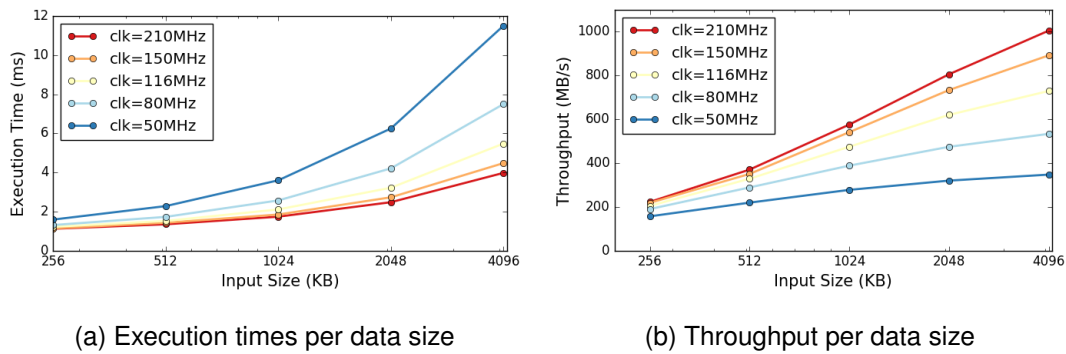 12
10
8
6
4
2
0
Execution Time (ms)
clk=210MHz
clk=150MHz
clk=116MHz
clk=80MHz
clk=50MHz
256
512
1024
2048
4096
Input Size (KB)
(a) Execution times per data size
1000
800
600
400
200
0
Throughput (MB/s)
clk=210MHz
clk=150MHz
clk=116MHz
clk=80MHz
clk=50MHz
256
512
1024
2048
4096
Input Size (KB)
(b) Throughput per data size